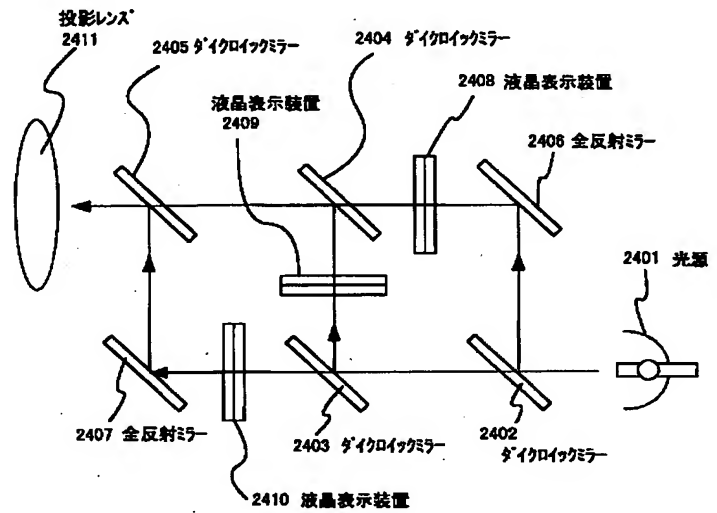 投影レンズ
2411
2405 ダイクロイックミラー
2404 ダイクロイックミラー
2408 液晶表示装置
液晶表示装置
2409
2406 全反射ミラー
2401 光源
2407 全反射ミラー
2403 ダイクロイックミラー
2402
ダイクロイックミラー
2410 液晶表示装置